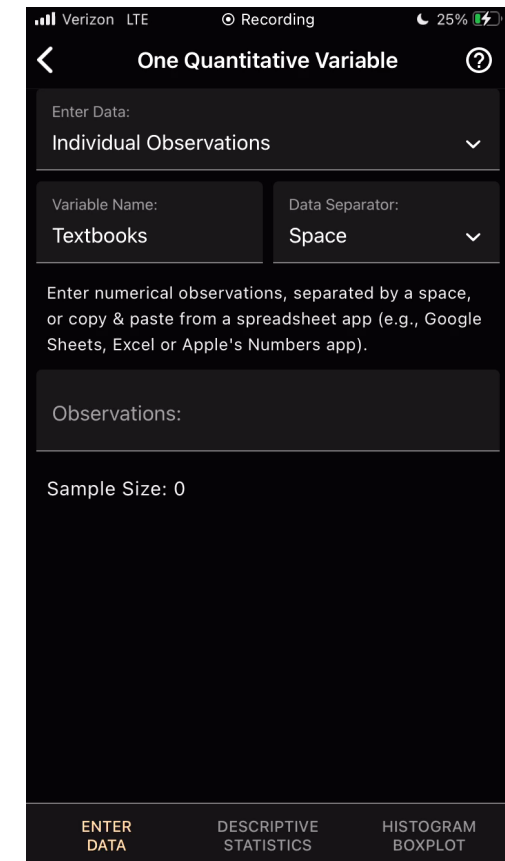 Verizon LTE Recording 25%
One Quantitative Variable ?
Enter Data:
Individual Observations
Variable Name:
Textbooks
Data Separator:
Space
Enter numerical observations, separated by a space,
or copy & paste from a spreadsheet app (e.g., Google
Sheets, Excel or Apple's Numbers app).
Observations:
Sample Size: 0
ENTER
DATA
DESCRIPTIVE
STATISTICS
HISTOGRAM
BOXPLOT